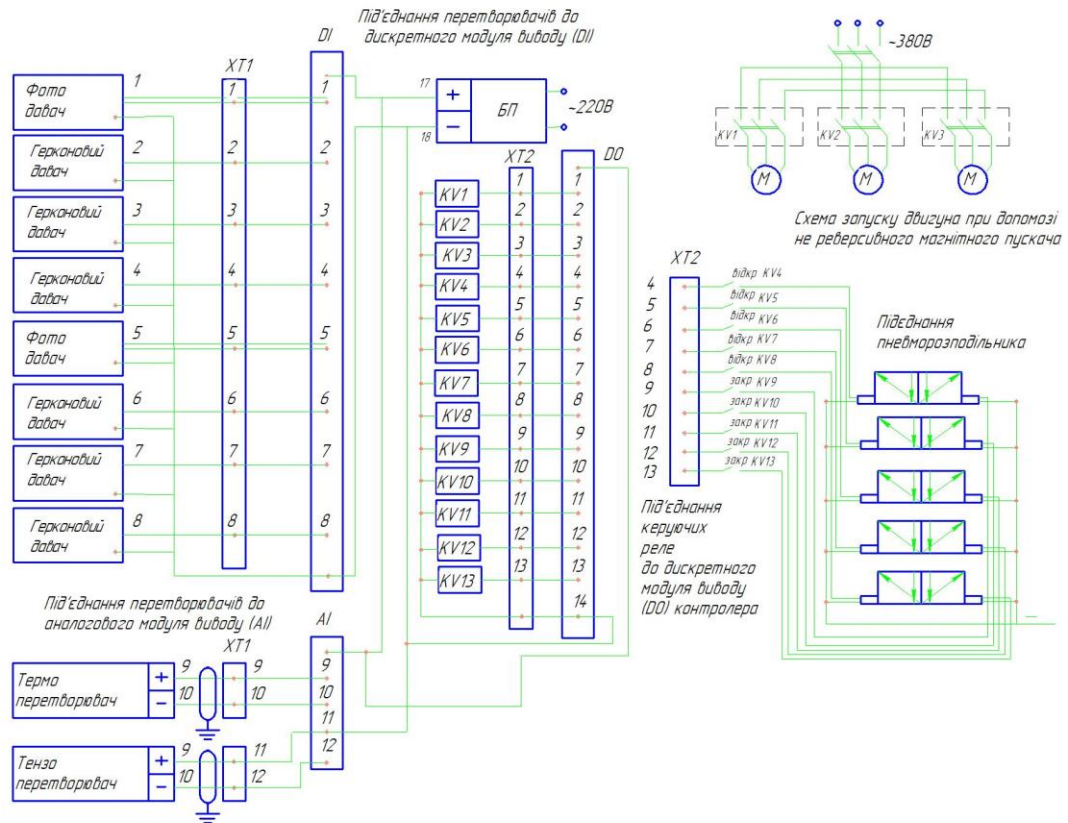 Під'єднання перетворювачів до
дискретного модуля виводу (DI)
DI
XT1
Фото
давач
1
1
1
Герконовий
давач
2
2
2
Герконовий
давач
3
3
3
Герконовий
давач
4
4
4
Фото
давач
5
5
5
Герконовий
давач
6
6
6
Герконовий
давач
7
7
7
Герконовий
давач
8
8
8
17
+
18
−
БП
~220В
XT2
DO
KV1
1
1
KV2
2
2
KV3
3
3
KV4
4
4
KV5
5
5
KV6
6
6
KV7
7
7
KV8
8
8
KV9
9
9
KV10
10
10
KV11
11
11
KV12
12
12
KV13
13
13
14
~380В
KV1
KV2
KV3
М
М
М
Схема запуску двигуна при допомозі
не реверсивного магнітного пускача
XT2
4
відкр KV4
5
відкр KV5
6
відкр KV6
7
відкр KV7
8
відкр KV8
9
закр KV9
10
закр KV10
11
закр KV11
12
закр KV12
13
закр KV13
Підєднання
пневморозподільника
Під'єднання
керуючих
реле
до дискретного
модуля виводу
(DO) контролера
Під'єднання перетворювачів до
аналогового модуля виводу (AI)
XT1
AI
Термо
перетворювач
+
9
9
9
−
10
10
10
Тенза
перетворювач
+
9
11
11
−
10
12
12